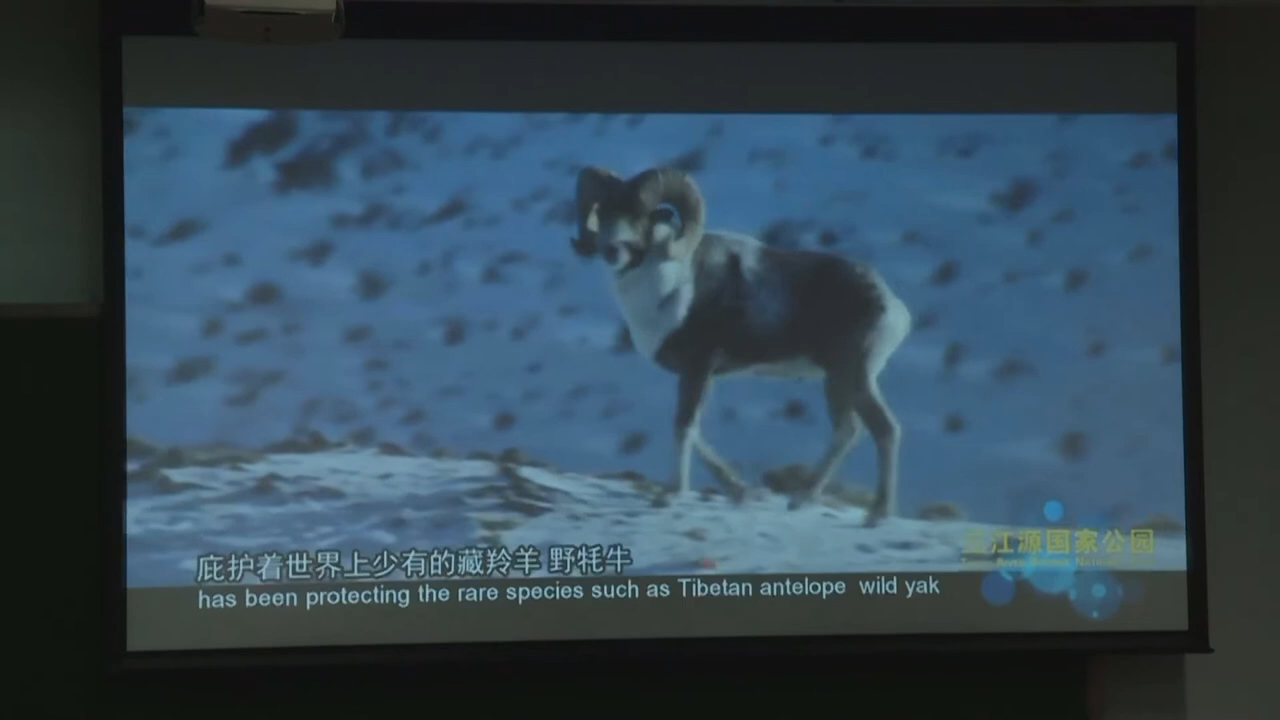 庇护着世界上少有的藏羚羊 野牦牛
has been protecting the rare species such as Tibetan antelope wild yak
三江源国家公园